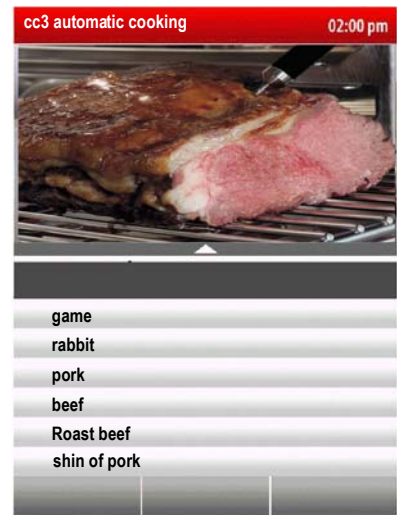 cc3 automatic cooking
02:00 pm
game
rabbit
pork
beef
Roast beef
shin of pork